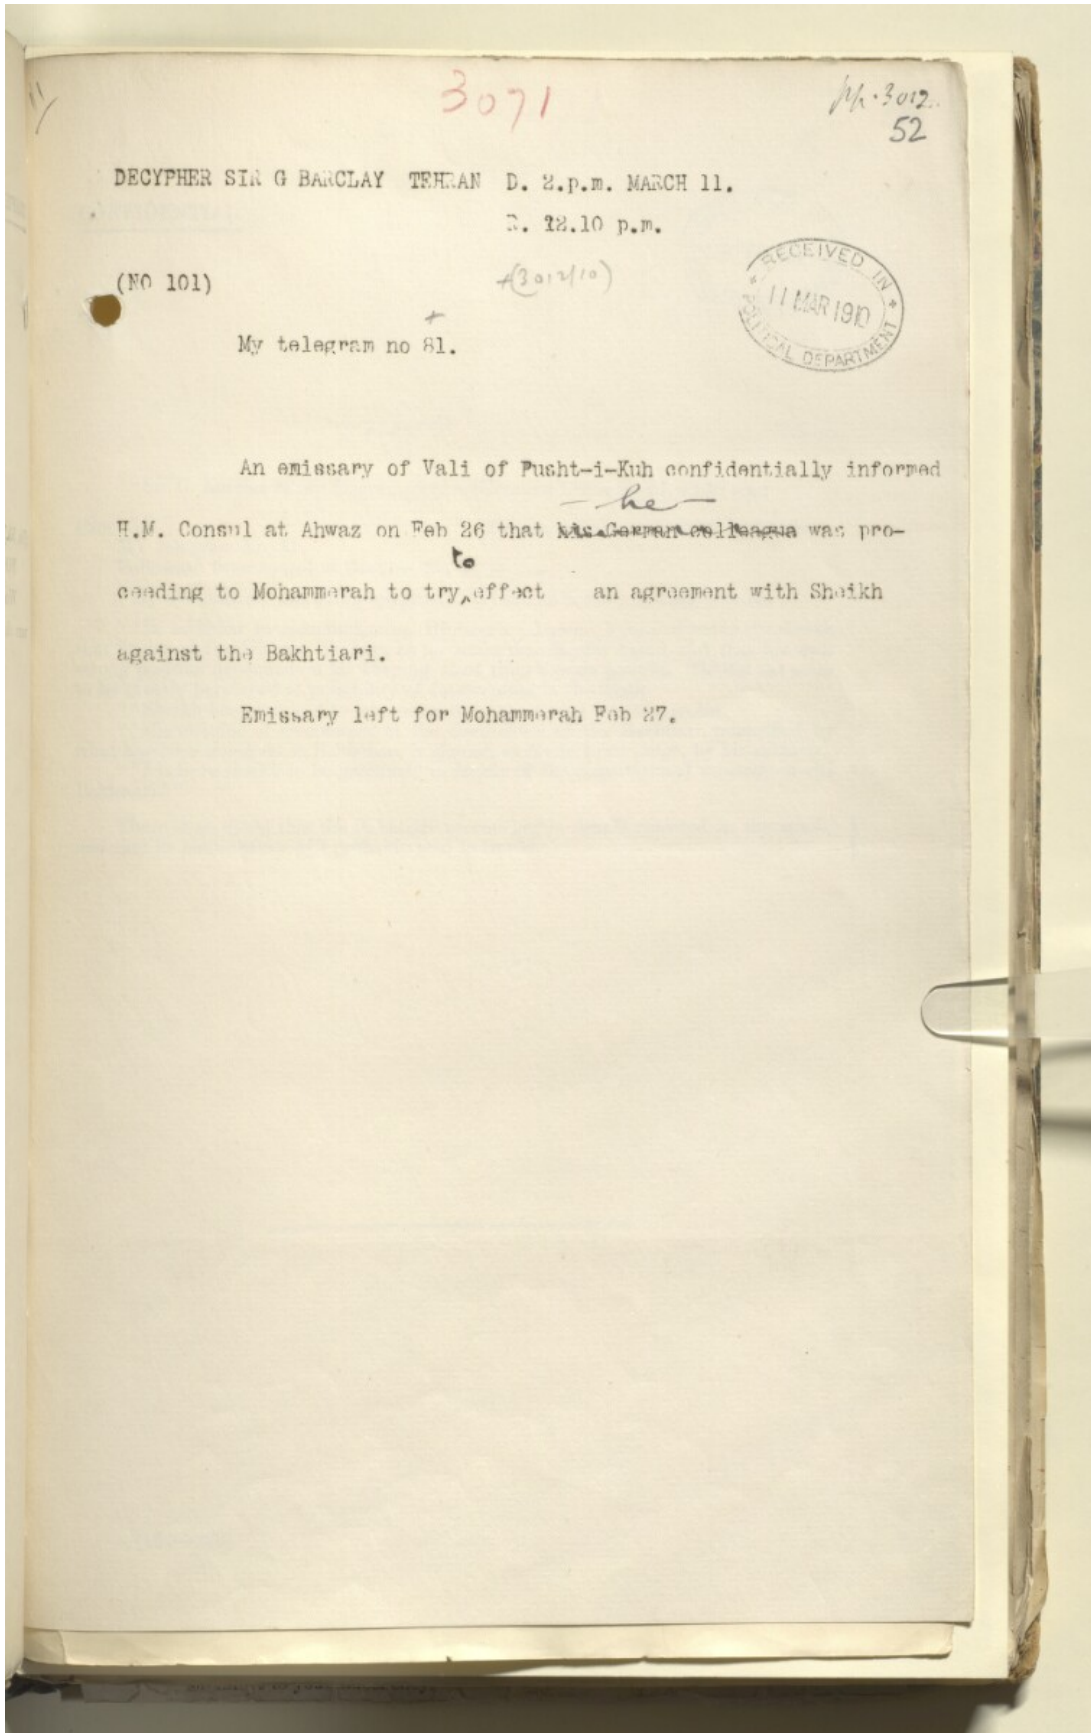 3071
pp. 3012.
52
DECYPHER SIR G BARCLAY TEHRAN D. 2.p.m. MARCH 11.
R. 12.10 p.m.
(NO 101)
+(3012/10)
RECEIVED IN
11 MAR 1910
POLITICAL DEPARTMENT
+
My telegram no 81.
An emissary of Vali of Pusht-i-Kuh confidentially informed
he
H.M. Consul at Ahwaz on Feb 26 that his German colleague was pro-
to
ceeding to Mohammerah to try effect an agreement with Sheikh
against the Bakhtiari.
Emissary left for Mohammerah Feb 27.